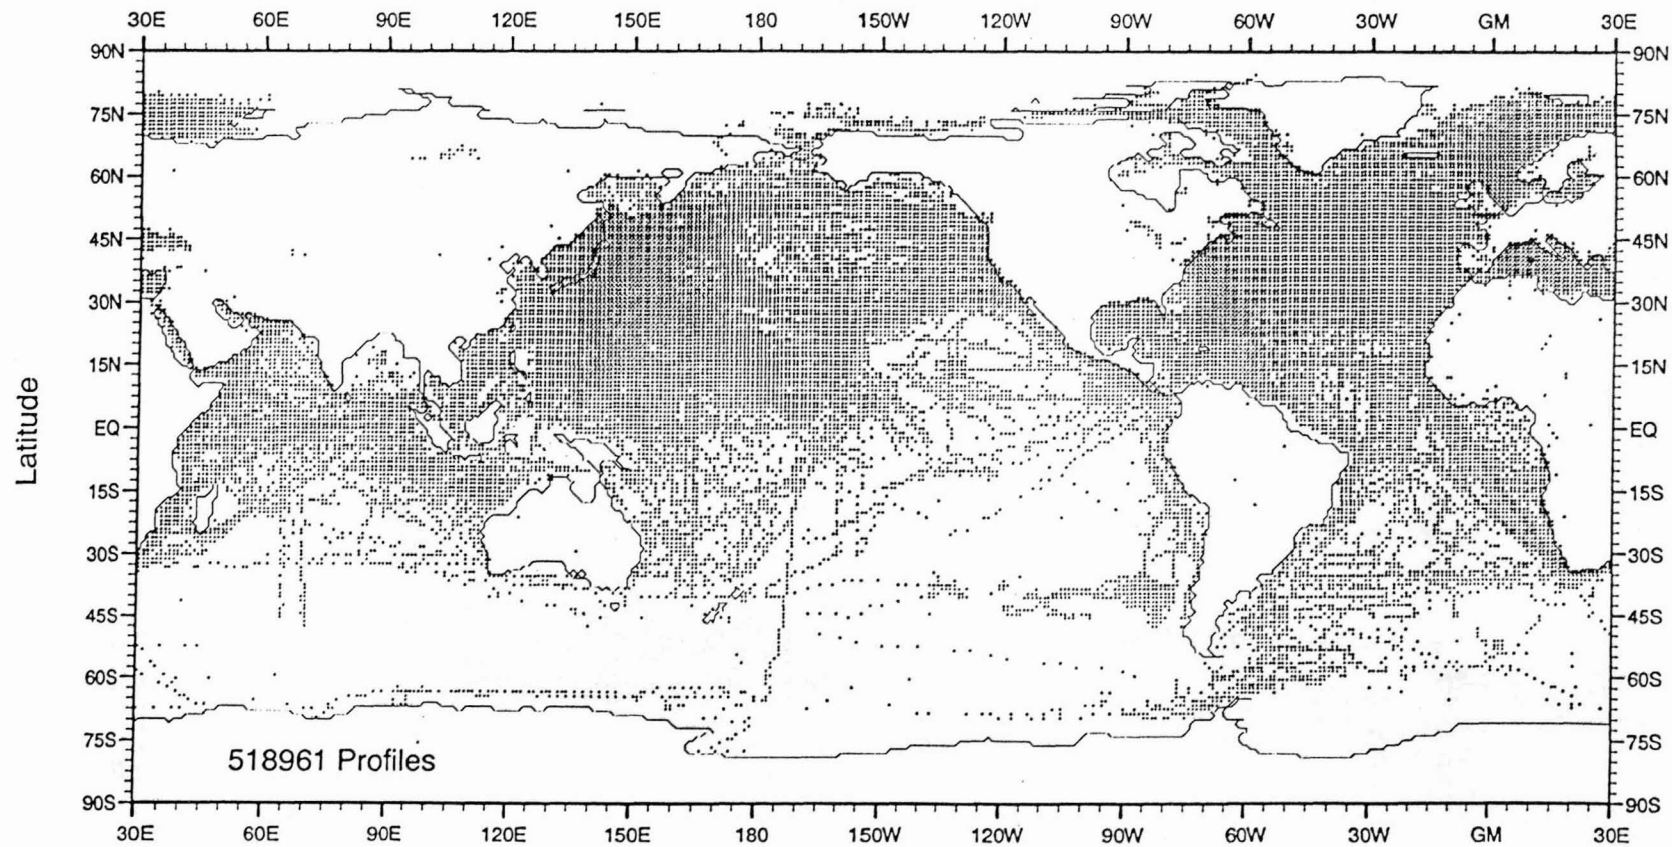 30E 60E 90E 120E 150E 180 150W 120W 90W 60W 30W GM 30E
90N 90N
75N 75N
60N 60N
45N 45N
30N 30N
15N 15N
Latitude
EQ EQ
15S 15S
30S 30S
45S 45S
60S 60S
75S 75S
518961 Profiles
90S 90S
30E 60E 90E 120E 150E 180 150W 120W 90W 60W 30W GM 30E